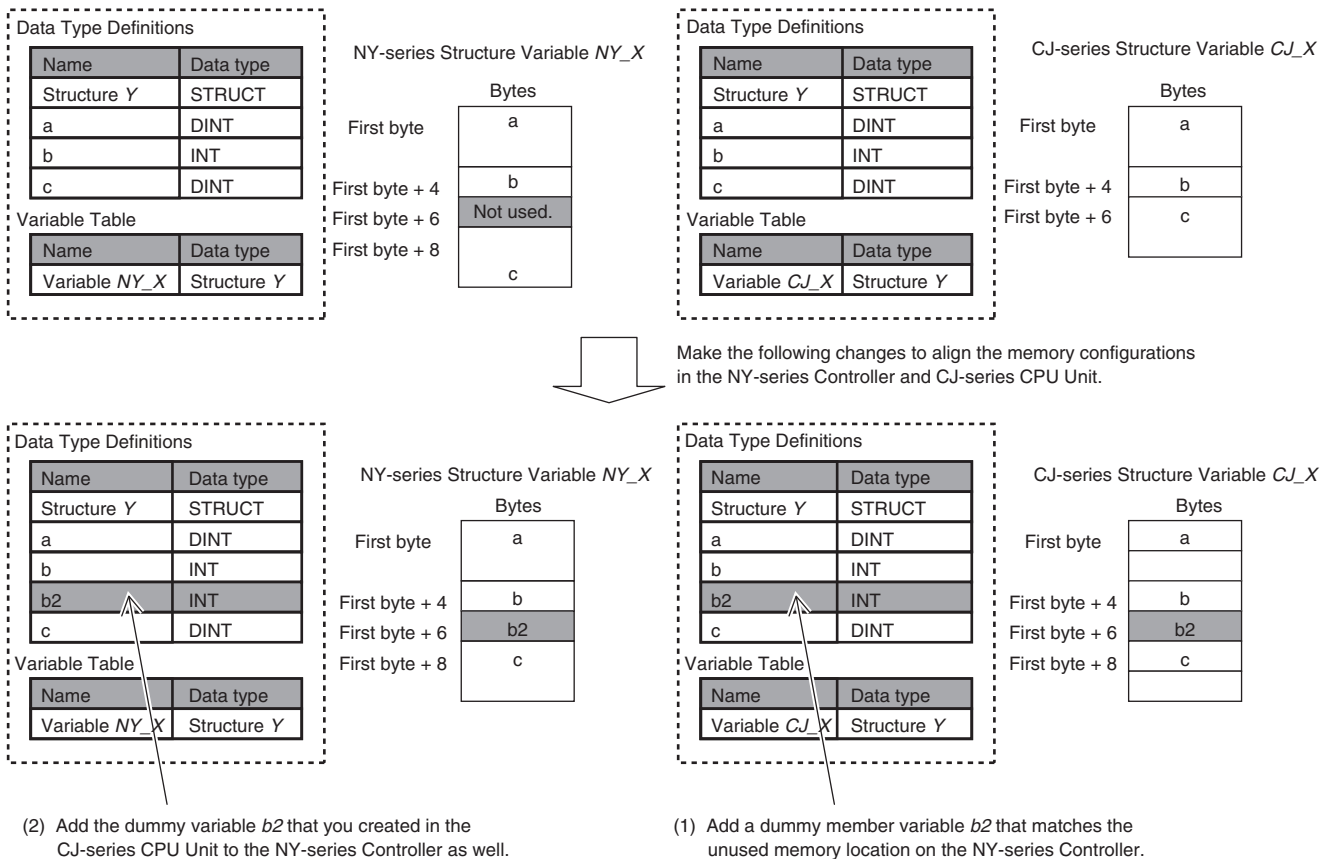 Data Type Definitions
Name Data type
Structure Y STRUCT
a DINT
b INT
c DINT
Variable Table
Name Data type
Variable NY_X Structure Y
NY-series Structure Variable NY_X
Bytes
First byte a
First byte + 4 b
First byte + 6 Not used.
First byte + 8
c
Data Type Definitions
Name Data type
Structure Y STRUCT
a DINT
b INT
c DINT
Variable Table
Name Data type
Variable CJ_X Structure Y
CJ-series Structure Variable CJ_X
Bytes
First byte a
First byte + 4 b
First byte + 6 c
Make the following changes to align the memory configurations
in the NY-series Controller and CJ-series CPU Unit.
Data Type Definitions
Name Data type
Structure Y STRUCT
a DINT
b INT
b2 INT
c DINT
Variable Table
Name Data type
Variable NY_X Structure Y
NY-series Structure Variable NY_X
Bytes
First byte a
First byte + 4 b
First byte + 6 b2
First byte + 8 c
(2) Add the dummy variable b2 that you created in the
CJ-series CPU Unit to the NY-series Controller as well.
Data Type Definitions
Name Data type
Structure Y STRUCT
a DINT
b INT
b2 INT
c DINT
Variable Table
Name Data type
Variable CJ_X Structure Y
CJ-series Structure Variable CJ_X
Bytes
First byte a
First byte + 4 b
First byte + 6 b2
First byte + 8 c
(1) Add a dummy member variable b2 that matches the
unused memory location on the NY-series Controller.